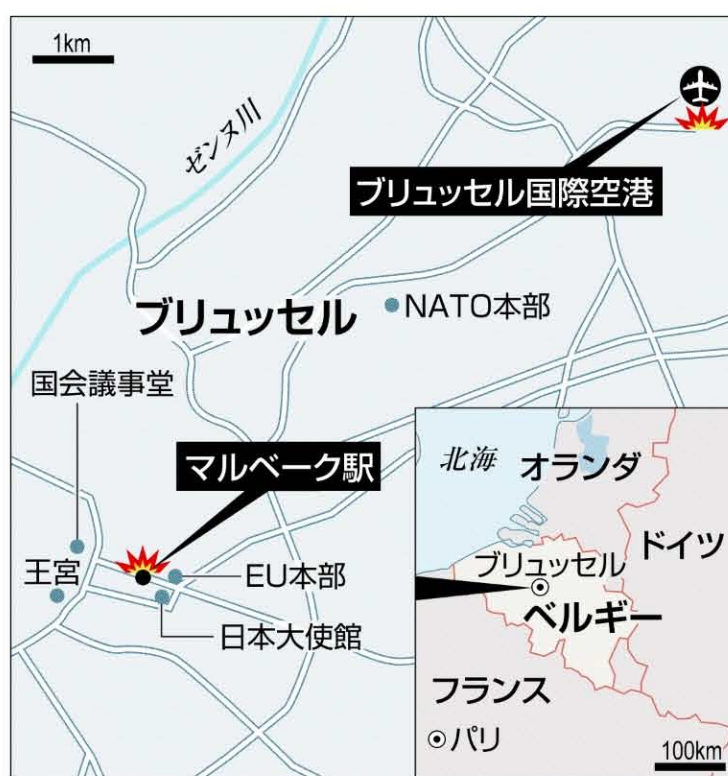 1km
ゼンヌ川
ブリュッセル国際空港
ブリュッセル
NATO本部
国会議事堂
マルベーク駅
王宮
EU本部
日本大使館
北海
オランダ
ドイツ
ブリュッセル
ベルギー
フランス
パリ
100km